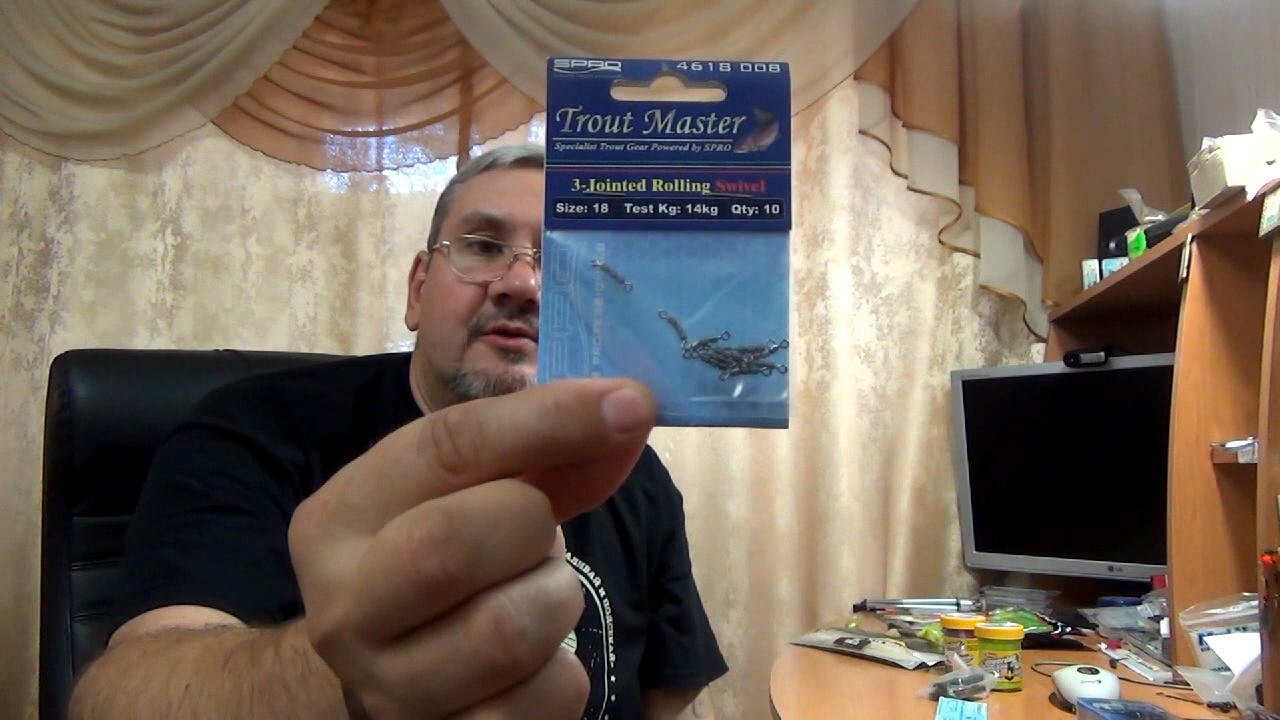 SPRO 4618 008
Trout Master
Specialist Trout Gear Powered by SPRO
3-Jointed Rolling Swivel
Size: 18 Test Kg: 14kg Qty: 10
SPRO
LG